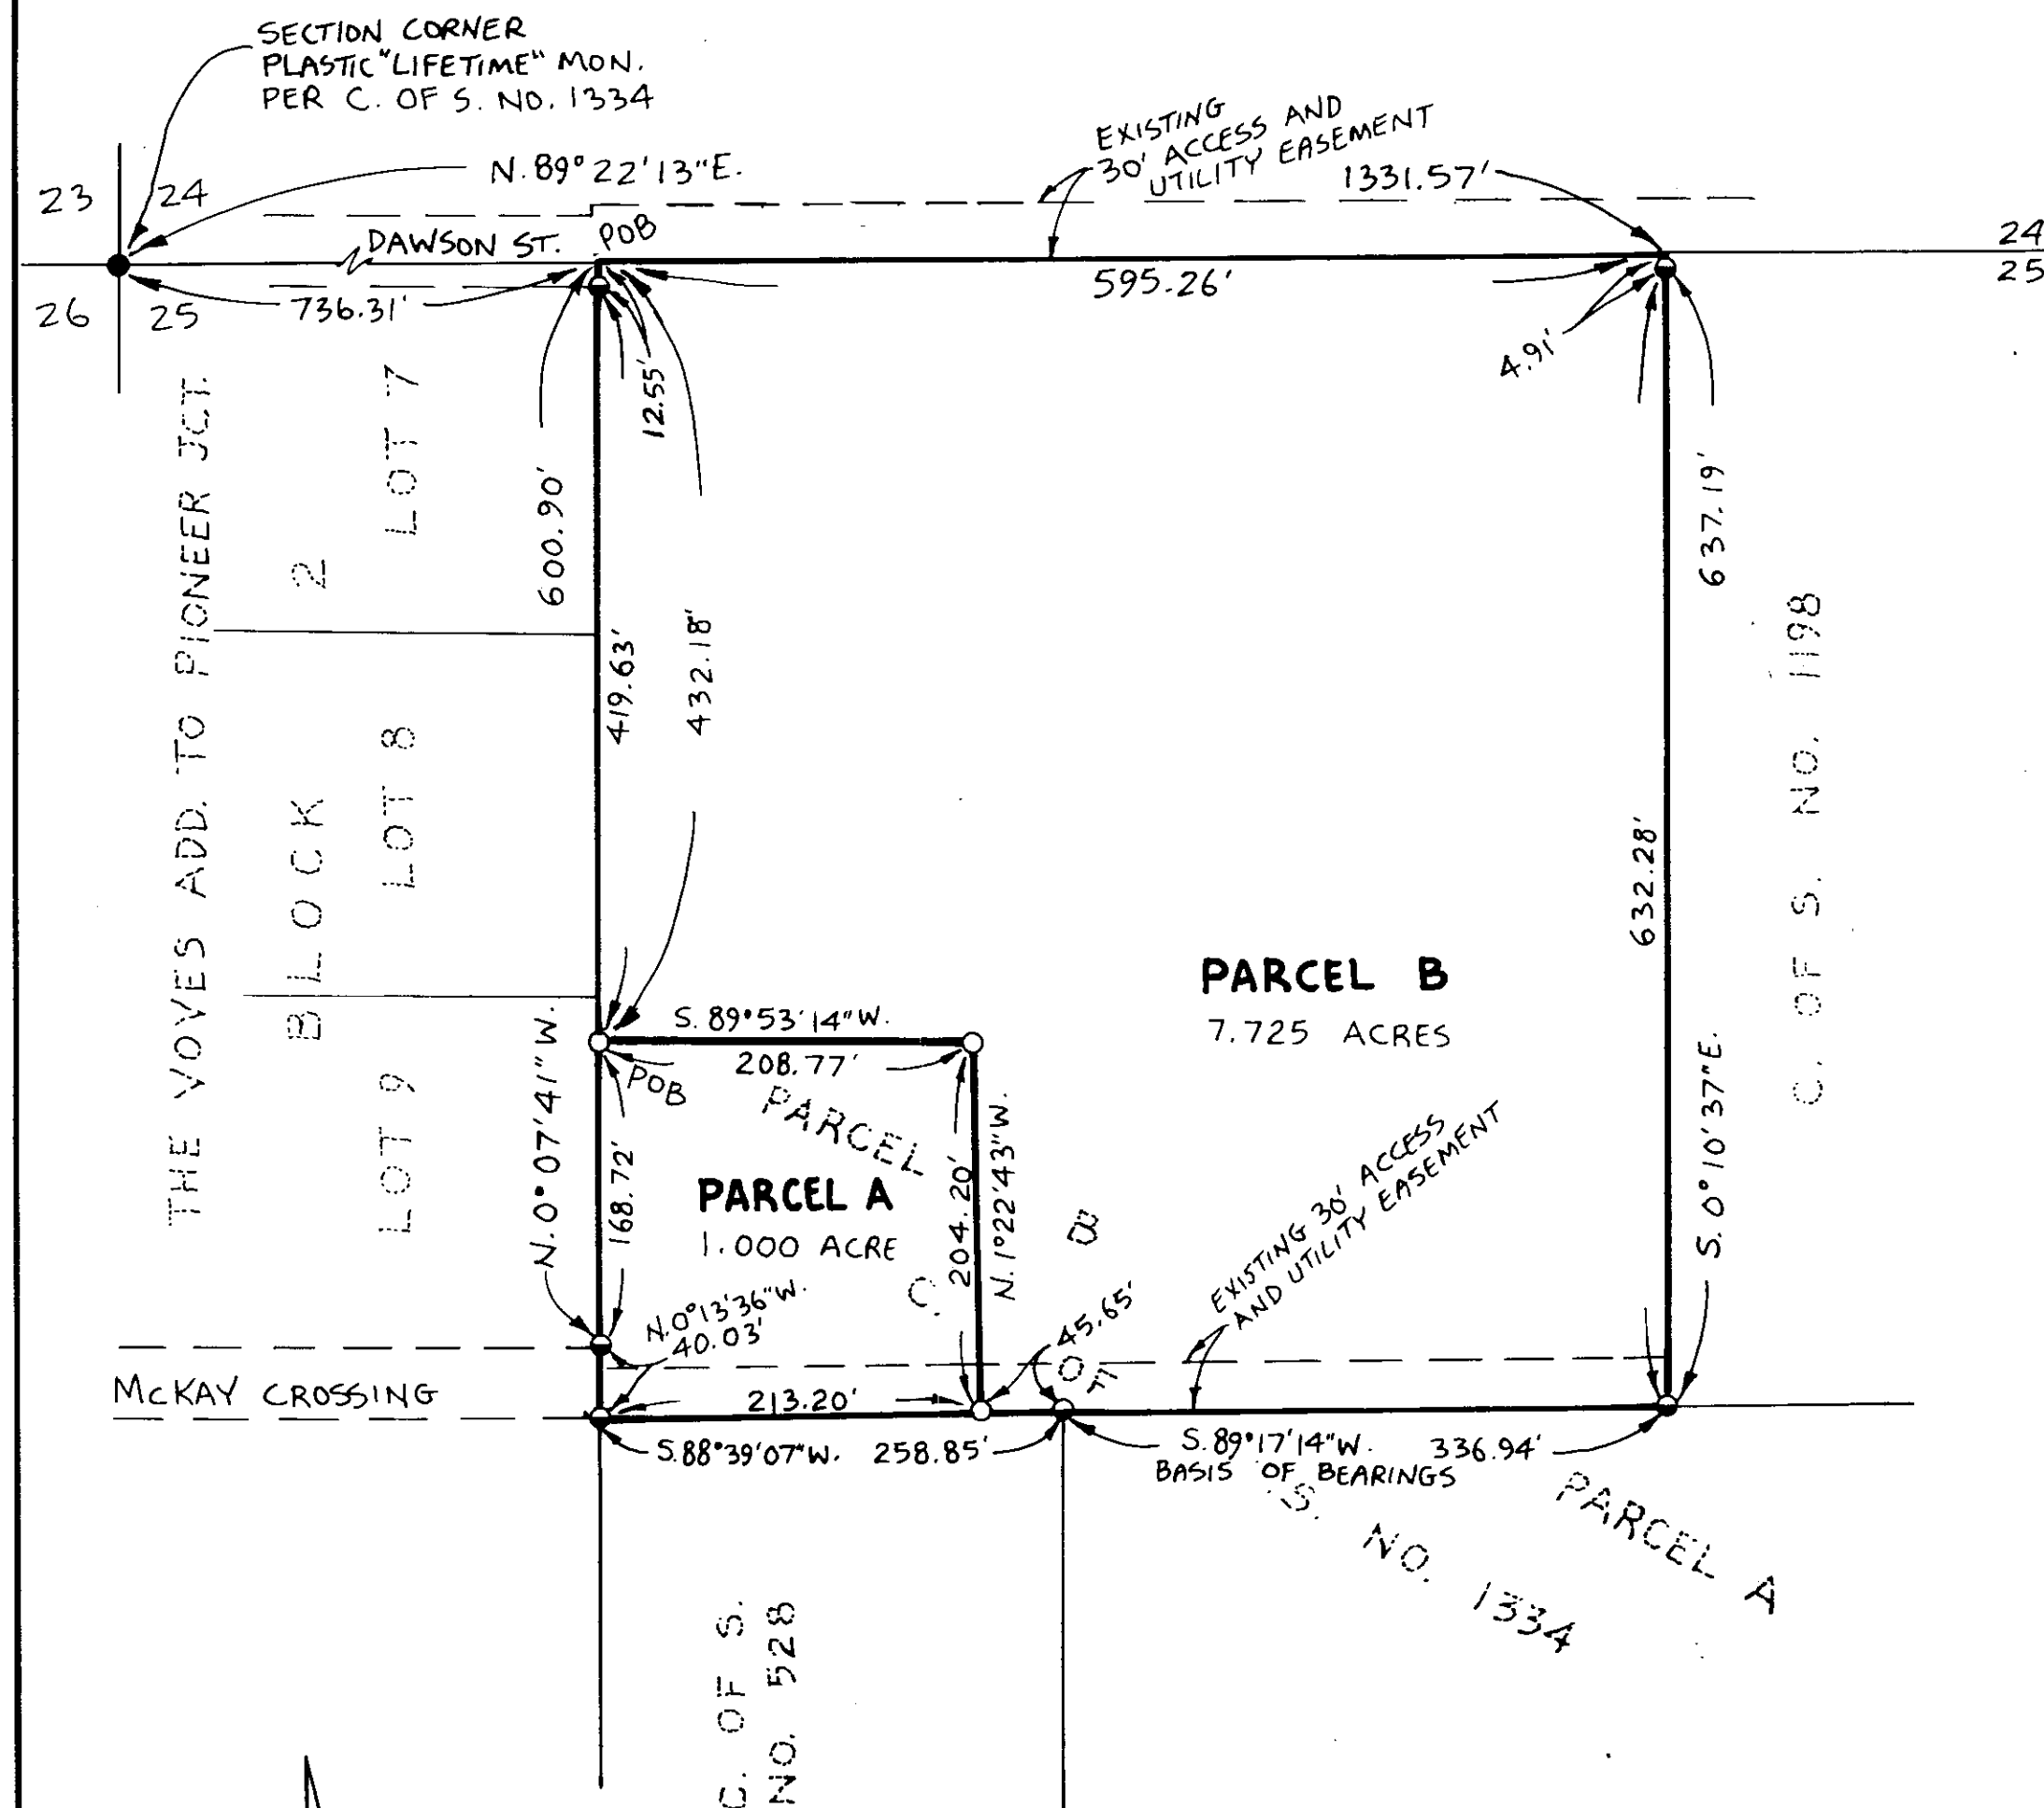 SECTION CORNER
PLASTIC "LIFETIME" MON.
PER C. OF S. NO. 1334
EXISTING
30' ACCESS AND
UTILITY EASEMENT
N. 89° 22' 13" E.
1331.57'
23
24
DAWSON ST.
POB
24
25
26
25
736.31'
595.26'
4.91'
12.55'
600.90'
419.63'
432.18'
637.19'
632.28'
THE VOVES ADD. TO PIONEER JCT.
BLOCK 2
LOT 7
LOT 8
LOT 9
C. OF S. NO. 1198
PARCEL B
7.725 ACRES
S. 89° 53' 14" W.
208.77'
POB
PARCEL B
C. OF S. NO. 1334
N. 0° 07' 41" W.
168.72'
PARCEL A
1.000 ACRE
204.20'
N. 1° 22' 43" W.
S. 0° 10' 37" E.
N. 0° 13' 36" W.
40.03'
45.65'
EXISTING 30' ACCESS
AND UTILITY EASEMENT
McKAY CROSSING
213.20'
S. 88° 39' 07" W. 258.85'
S. 89° 17' 14" W. 336.94'
BASIS OF BEARINGS
PARCEL A
C. OF S.
NO. 528